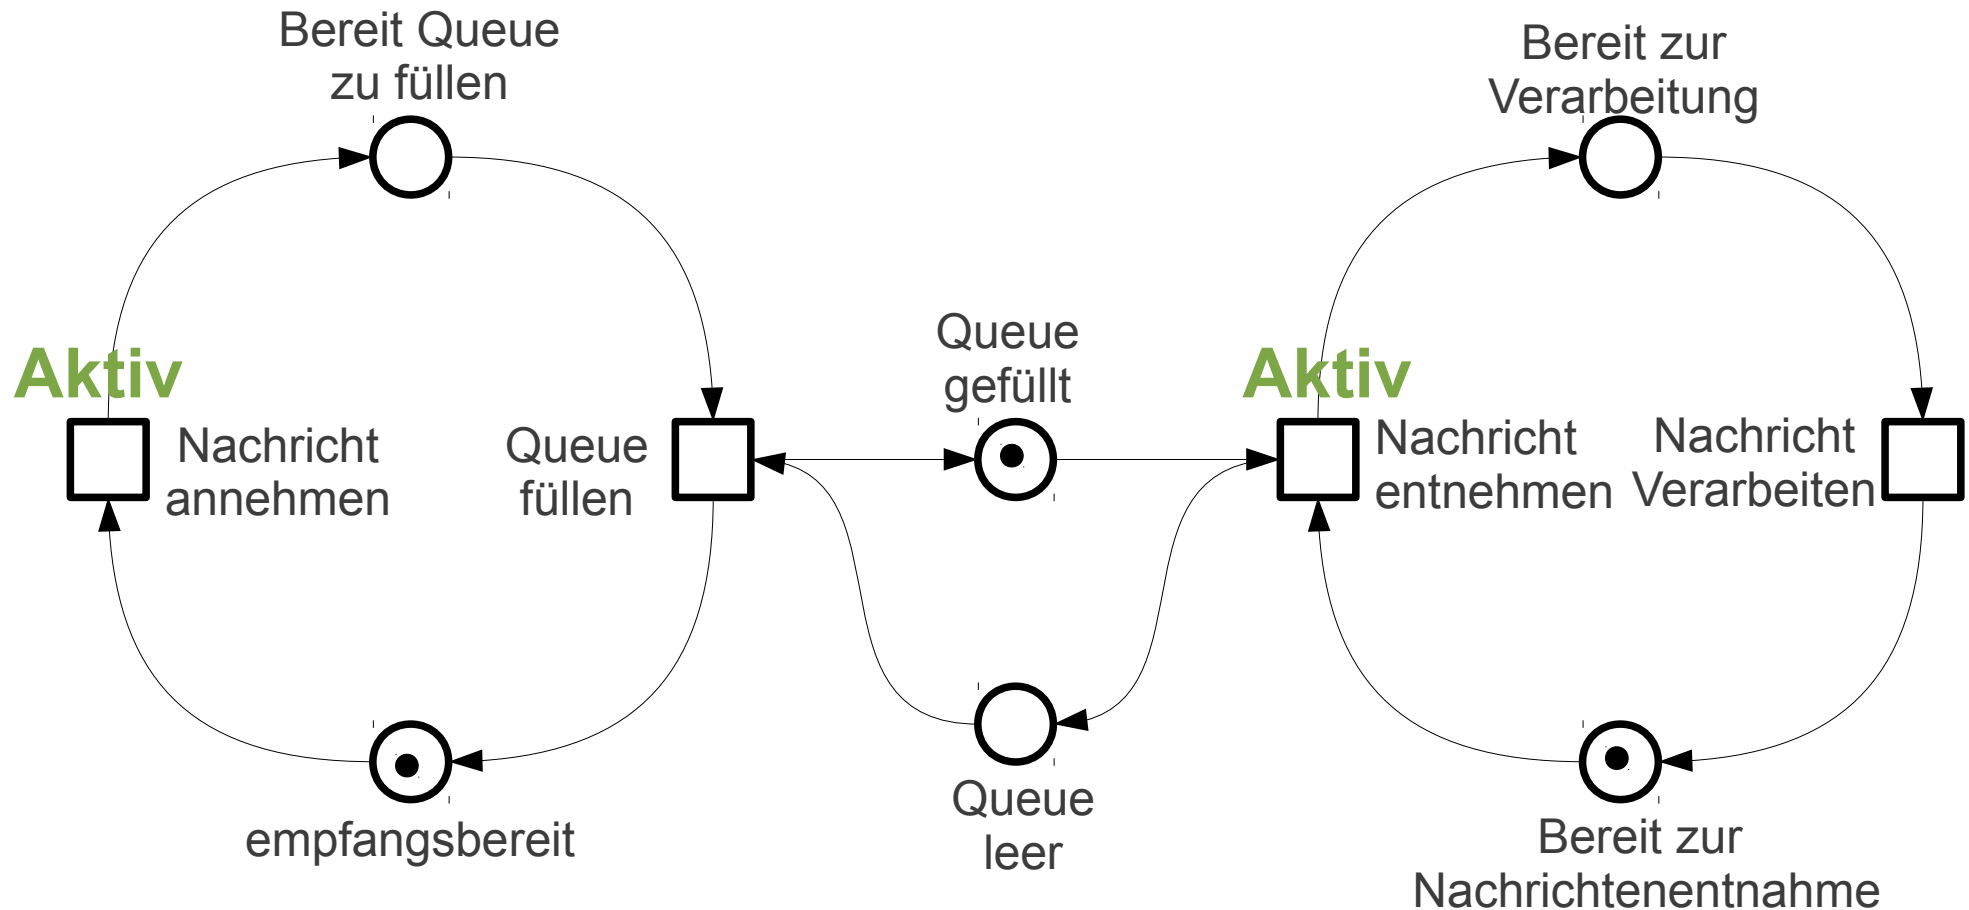 Bereit Queue
zu füllen
Bereit zur
Verarbeitung
Aktiv
Nachricht
annehmen
Queue
füllen
Queue
gefüllt
Aktiv
Nachricht
entnehmen
Nachricht
Verarbeiten
empfangsbereit
Queue
leer
Bereit zur
Nachrichtenentnahme